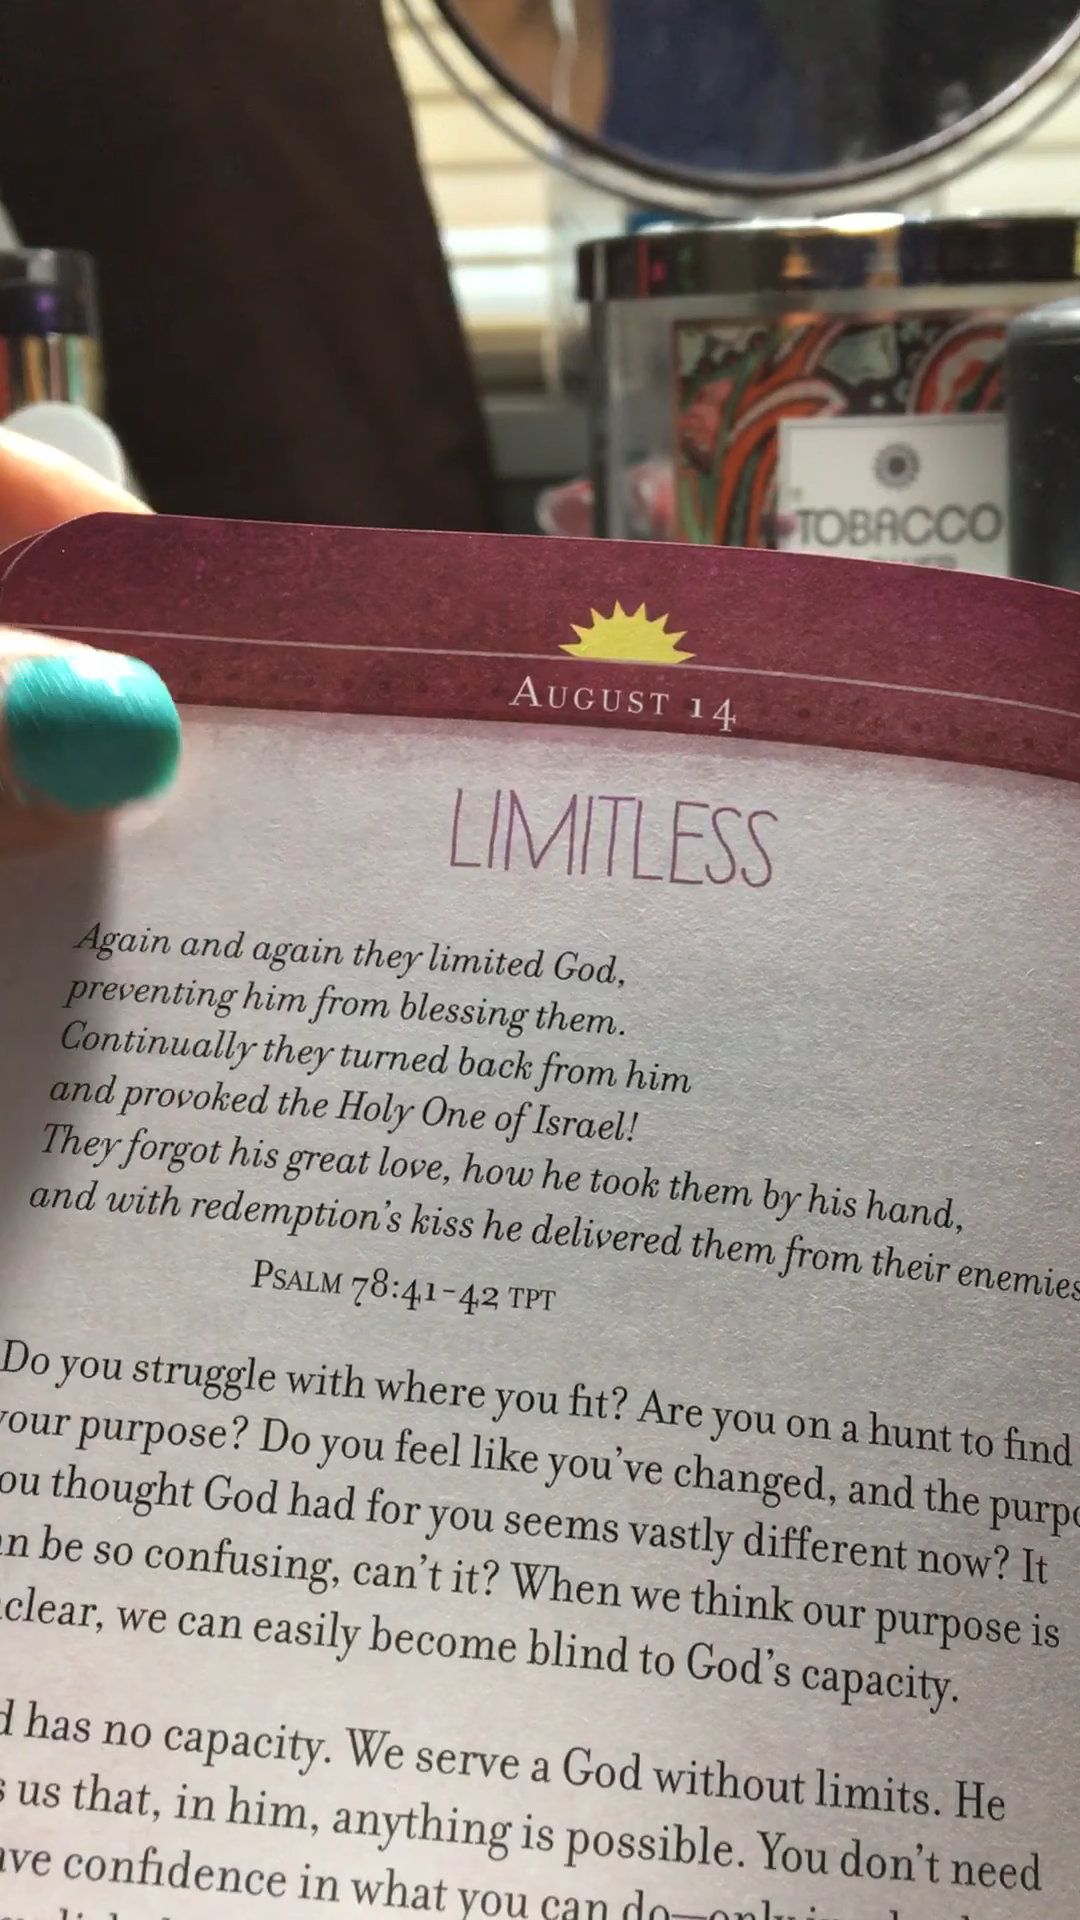 TOBACCO
August 14
LIMITLESS
Again and again they limited God,
preventing him from blessing them.
Continually they turned back from him
and provoked the Holy One of Israel!
They forgot his great love, how he took them by his hand,
and with redemption's kiss he delivered them from their enemies
Psalm 78:41-42 TPT
Do you struggle with where you fit? Are you on a hunt to find
your purpose? Do you feel like you've changed, and the
thought God had for you seems vastly different now? It
be so confusing, can't it? When we think our purpose is
we can easily become blind to God's capacity.
has no capacity. We serve a God without limits. He
us that, in him, anything is possible. You don't need
confidence in what you can do—only